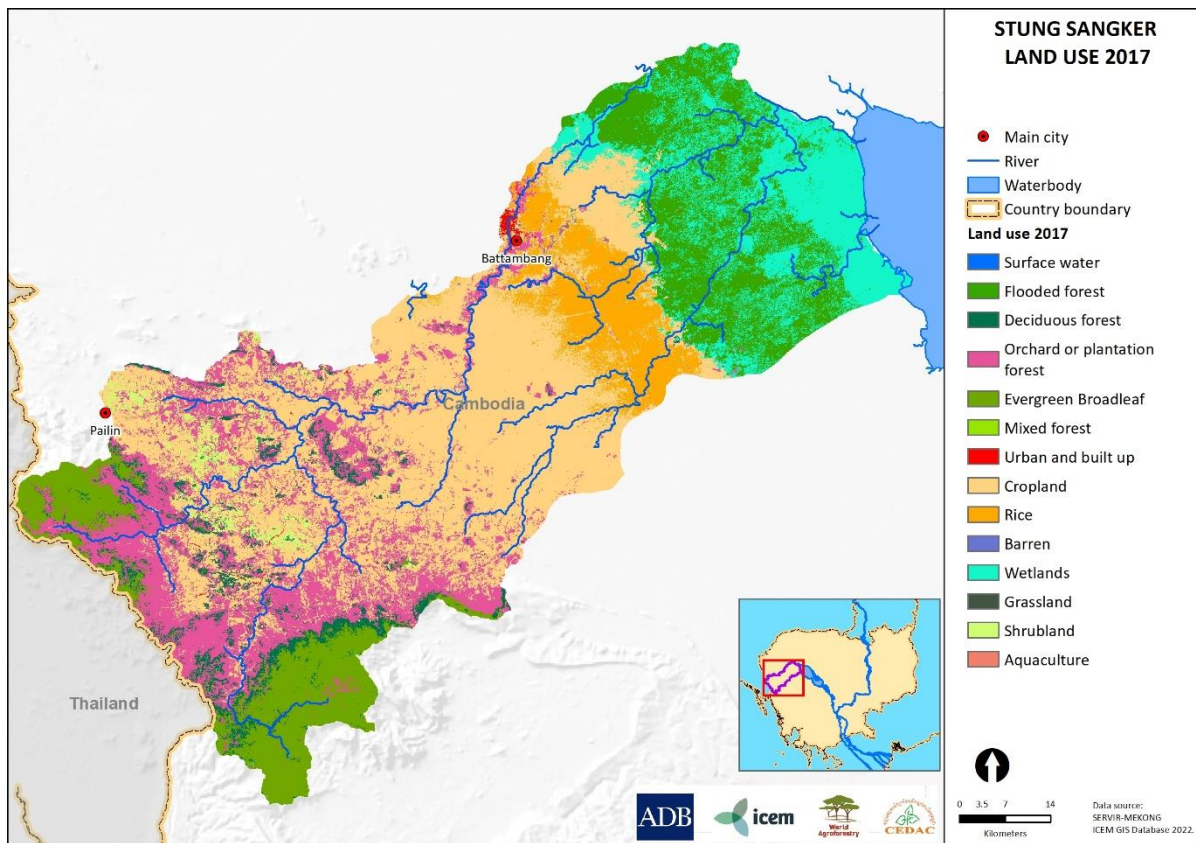 STUNG SANGKER
LAND USE 2017
Main city
River
Waterbody
Country boundary
Land use 2017
Surface water
Flooded forest
Deciduous forest
Orchard or plantation
forest
Evergreen Broadleaf
Mixed forest
Urban and built up
Cropland
Rice
Barren
Wetlands
Grassland
Shrubland
Aquaculture
Battambang
Cambodia
Pailin
Thailand
ADB
icem
World
Agroforestry
CEDAC
0 3.5 7 14
Kilometers
Data source:
SERVIR-MEKONG
ICEM GIS Database 2022.